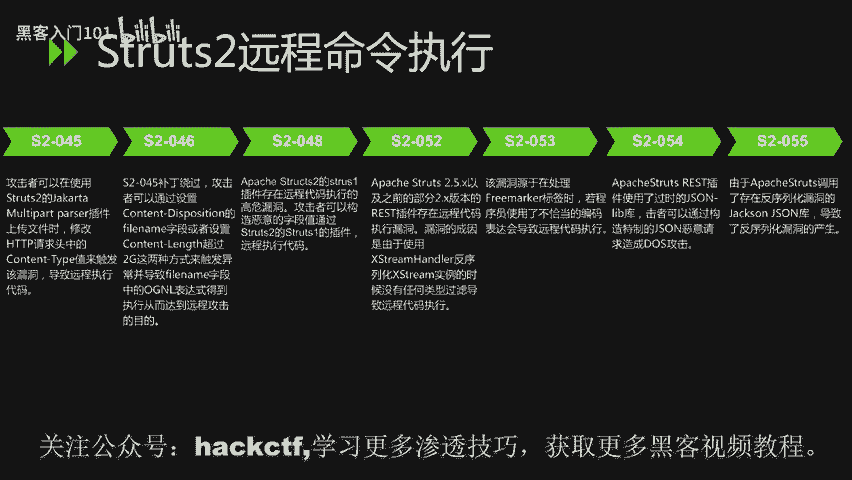 黑客入门101 bilibili
Struts2远程命令执行
S2-045
攻击者可以在使用
Struts2的Jakarta
Multipart parser插件
上传文件时，修改
HTTP请求头中的
Content-Type值来触发
该漏洞，导致远程执行
代码。
S2-046
S2-045补丁绕过，攻击
者可以通过设置
Content-Disposition的
filename字段或者设置
Content-Length超过
2G这两种方式来触发异
常并导致filename字段
中的OGNL表达式得到
执行从而达到远程攻击
的目的。
S2-048
Apache Structs2的strus1
插件存在远程代码执行的
高危漏洞。攻击者可以构
造恶意的字段值通过
Struts2的Struts1的插件，
远程执行代码。
S2-052
Apache Struts 2.5.x以
及之前的部分2.x版本的
REST插件存在远程代码
执行漏洞。漏洞的成因
是由于使用
XStreamHandler反序
列化XStream实例的时
候没有任何类型过滤导
致远程代码执行。
S2-053
该漏洞源于在处理
Freemarker标签时，若程
序员使用了不恰当的编码
表达会导致远程代码执行。
S2-054
ApacheStruts REST插
件使用了过时的JSON-
lib库，击者可以通过构
造特制的JSON恶意请
求造成DOS攻击。
S2-055
由于ApacheStruts调用
了存在反序列化漏洞的
Jackson JSON库，导致
了反序列化漏洞的产生。
关注公众号：hackctf,学习更多渗透技巧，获取更多黑客视频教程。